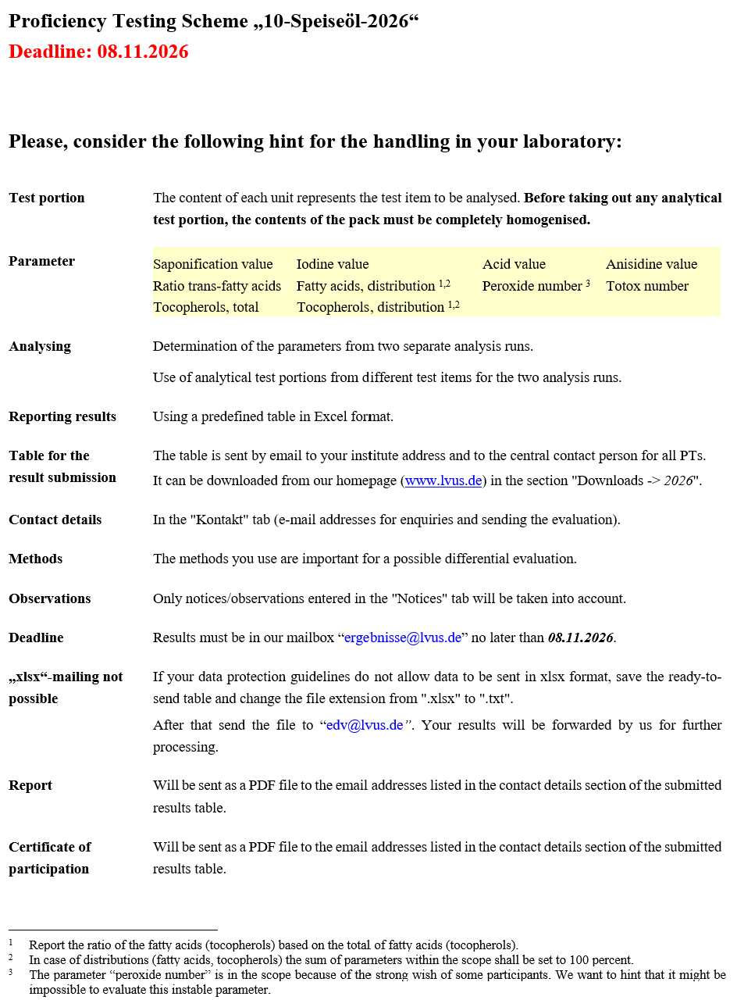 Proficiency Testing Scheme „10-Speiseöl-2026“
Deadline: 08.11.2026
Please, consider the following hint for the handling in your laboratory:
Test portion The content of each unit represents the test item to be analysed. Before taking out any analytical
test portion, the contents of the pack must be completely homogenised.
Parameter Saponification value Iodine value Acid value Anisidine value
Ratio trans-fatty acids Fatty acids, distribution 1,2 Peroxide number 3 Totox number
Tocopherols, total Tocopherols, distribution 1,2
Analysing Determination of the parameters from two separate analysis runs.
Use of analytical test portions from different test items for the two analysis runs.
Reporting results Using a predefined table in Excel format.
Table for the The table is sent by email to your institute address and to the central contact person for all PTs.
result submission It can be downloaded from our homepage (www.lvus.de) in the section "Downloads -> 2026".
Contact details In the "Kontakt" tab (e-mail addresses for enquiries and sending the evaluation).
Methods The methods you use are important for a possible differential evaluation.
Observations Only notices/observations entered in the "Notices" tab will be taken into account.
Deadline Results must be in our mailbox “ergebnisse@lvus.de” no later than 08.11.2026.
„xlsx“-mailing not If your data protection guidelines do not allow data to be sent in xlsx format, save the ready-to-
possible send table and change the file extension from ".xlsx" to ".txt".
After that send the file to “edv@lvus.de”. Your results will be forwarded by us for further
processing.
Report Will be sent as a PDF file to the email addresses listed in the contact details section of the submitted
results table.
Certificate of Will be sent as a PDF file to the email addresses listed in the contact details section of the submitted
participation results table.
1 Report the ratio of the fatty acids (tocopherols) based on the total of fatty acids (tocopherols).
2 In case of distributions (fatty acids, tocopherols) the sum of parameters within the scope shall be set to 100 percent.
3 The parameter “peroxide number” is in the scope because of the strong wish of some participants. We want to hint that it might be
impossible to evaluate this instable parameter.